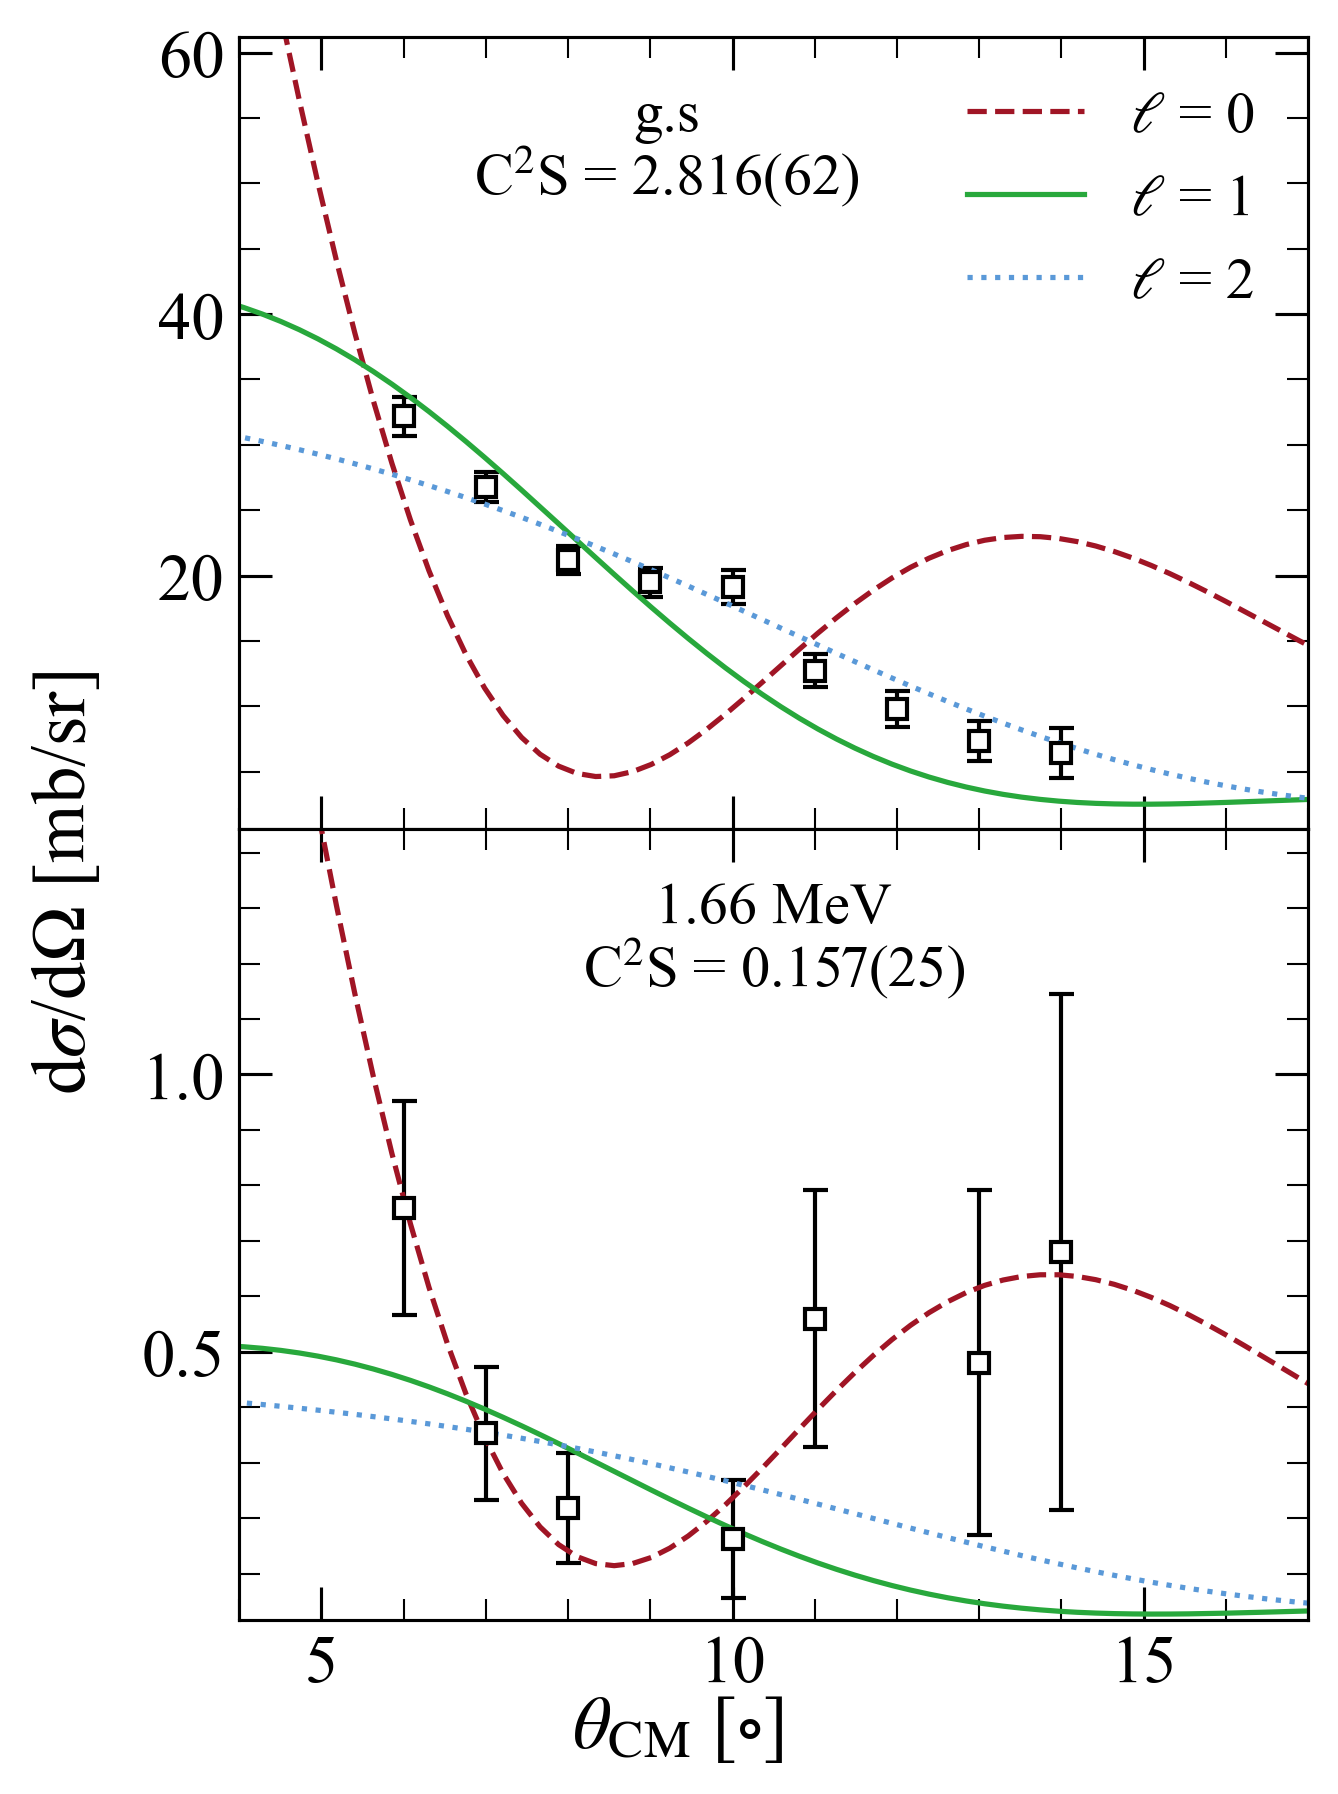 60
40
20
g.s
C²S = 2.816(62)
ℓ = 0
ℓ = 1
ℓ = 2
dσ/dΩ [mb/sr]
1.66 MeV
C²S = 0.157(25)
1.0
0.5
5 10 15
θCM [°]